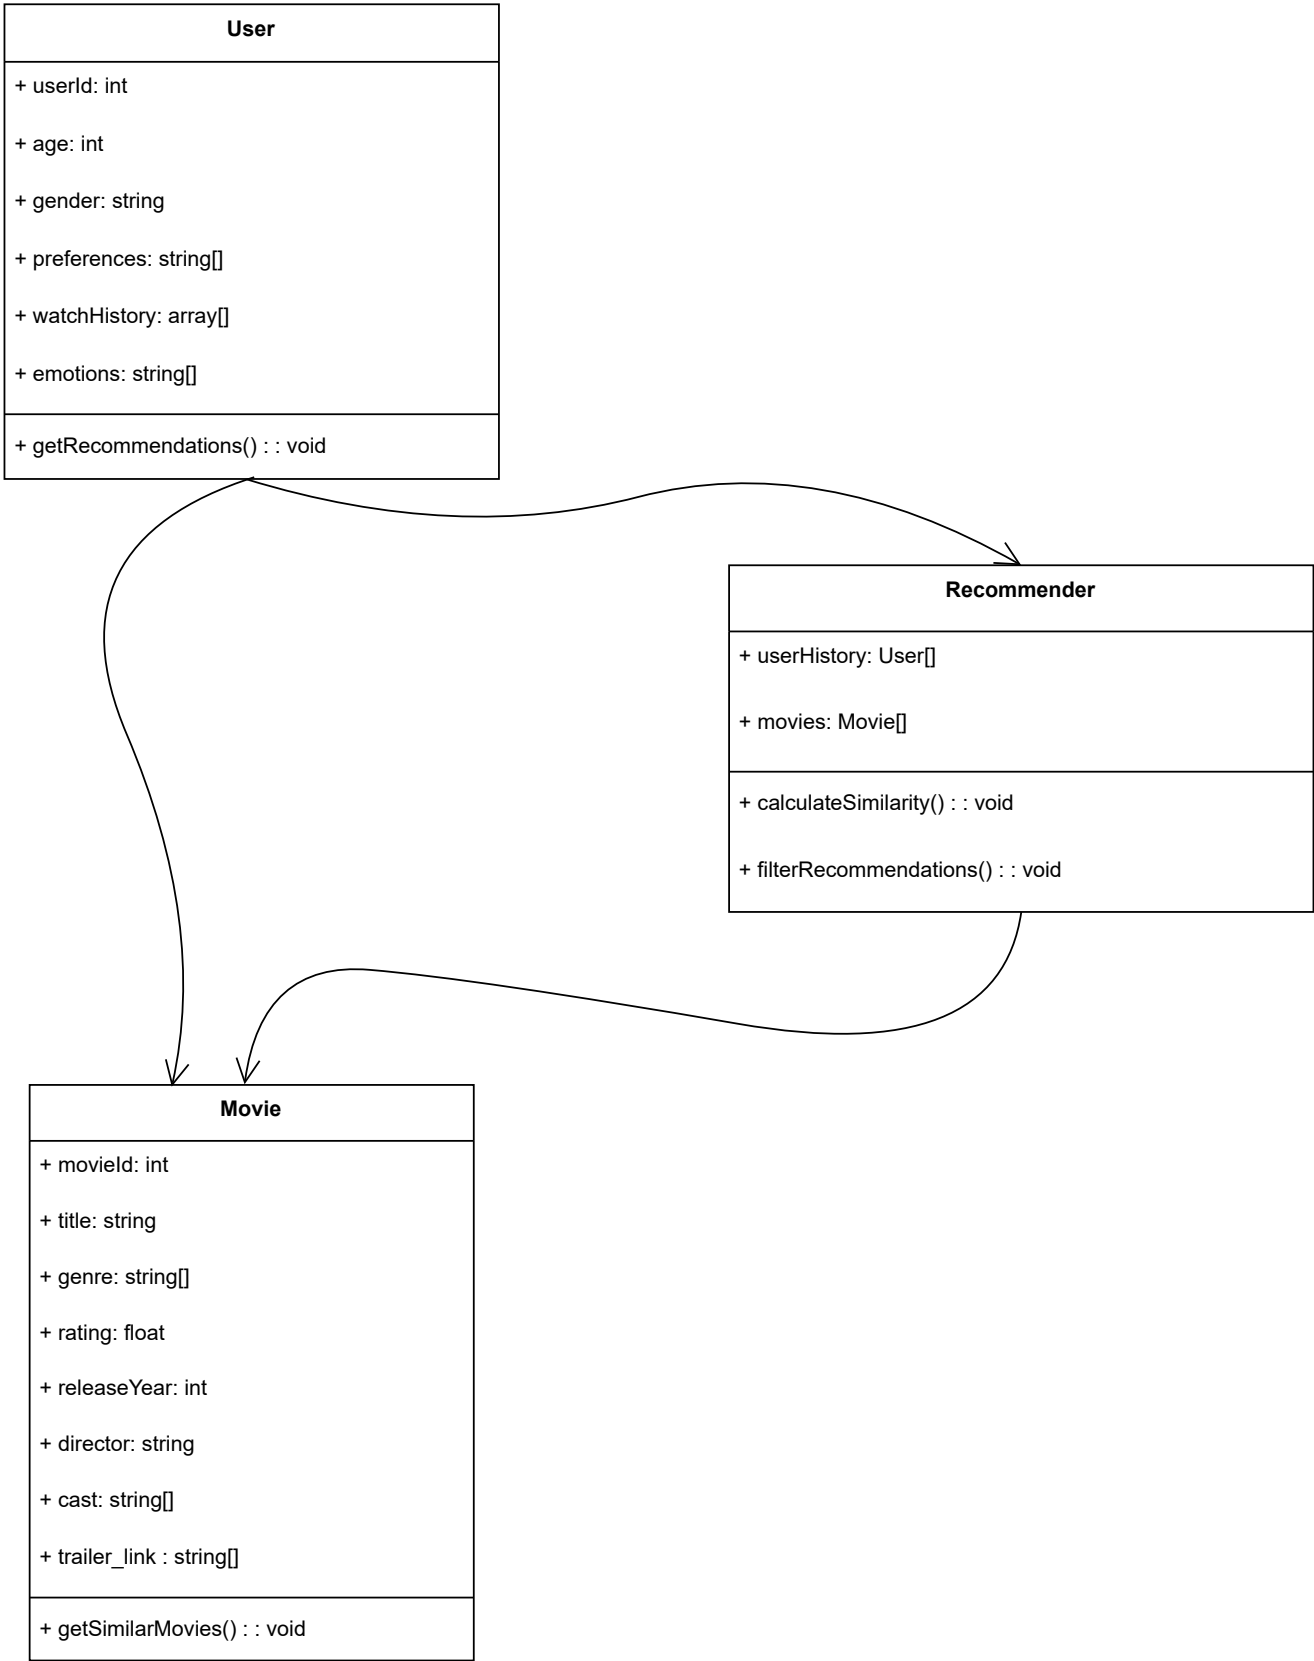 User
+ userId: int
+ age: int
+ gender: string
+ preferences: string[]
+ watchHistory: array[]
+ emotions: string[]
+ getRecommendations() : : void
Recommender
+ userHistory: User[]
+ movies: Movie[]
+ calculateSimilarity() : : void
+ filterRecommendations() : : void
Movie
+ movieId: int
+ title: string
+ genre: string[]
+ rating: float
+ releaseYear: int
+ director: string
+ cast: string[]
+ trailer_link : string[]
+ getSimilarMovies() : : void